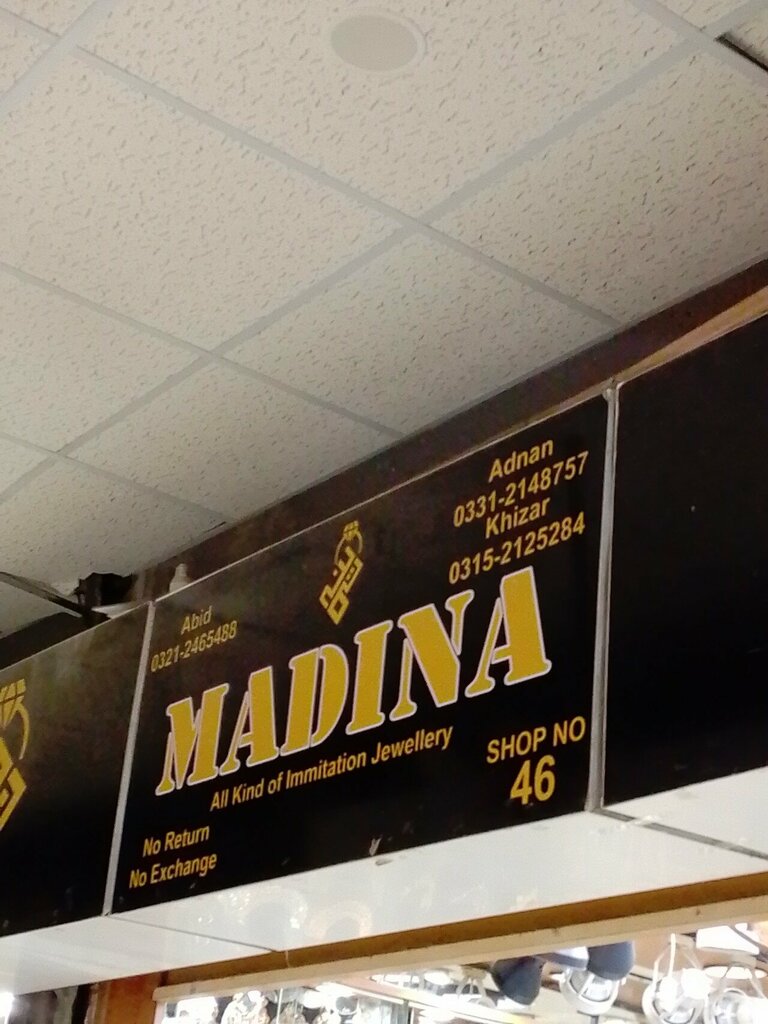 Adnan
0331-2148757
Khizar
0315-2125284
Abid
0321-2465488
MADINA
All Kind of Immitation Jewellery
SHOP NO
46
No Return
No Exchange